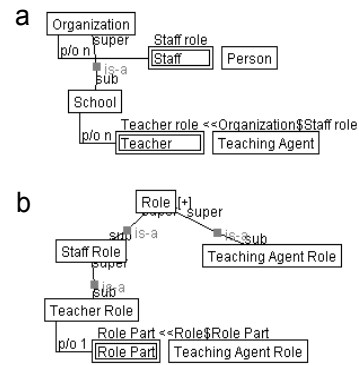 a
Organization
super
p/o n
Staff role
Staff
Person
is-a
sub
School
Teacher role <<Organization$Staff role
p/o n
Teacher
Teaching Agent
b
Role [+]
super super
sub is-a
is-a
sub
Staff Role
Teaching Agent Role
super
is-a
sub
Teacher Role
Role Part <<Role$Role Part
p/o 1
Role Part
Teaching Agent Role